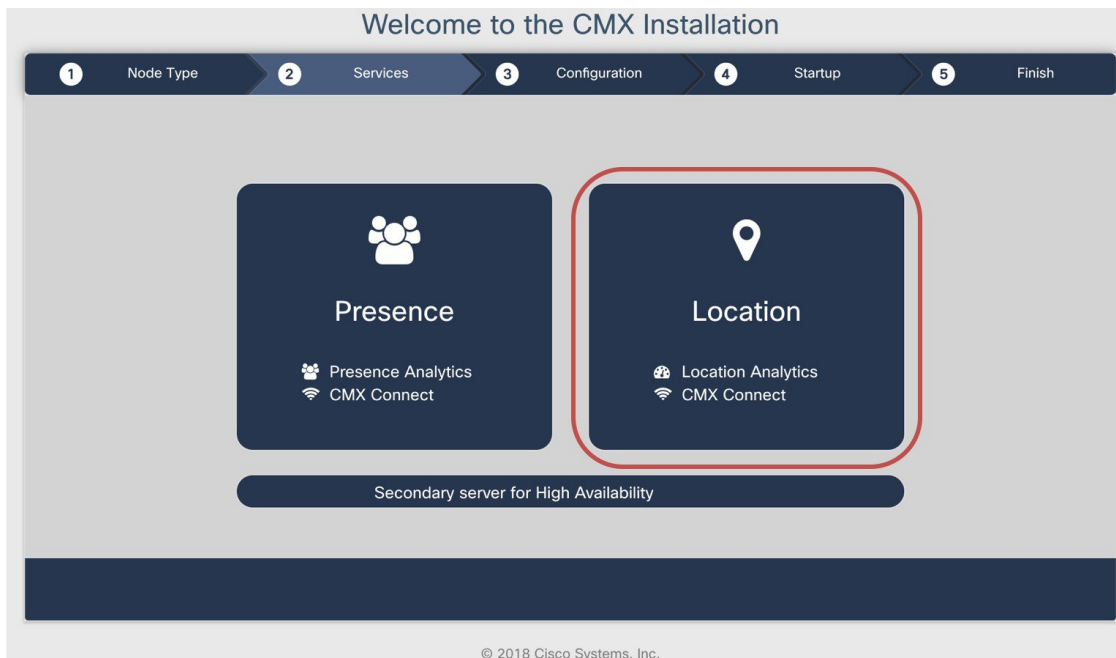 Welcome to the CMX Installation
1 Node Type 2 Services 3 Configuration 4 Startup 5 Finish
Presence
Presence Analytics
CMX Connect
Location
Location Analytics
CMX Connect
Secondary server for High Availability
© 2018 Cisco Systems, Inc.